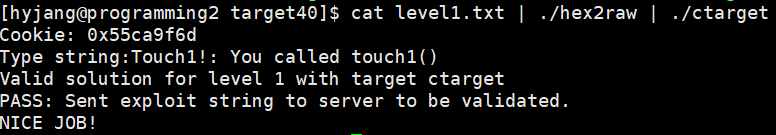 [hyjang@programming2 target40]$ cat level1.txt | ./hex2raw | ./ctarget
Cookie: 0x55ca9f6d
Type string:Touch1!: You called touch1()
Valid solution for level 1 with target ctarget
PASS: Sent exploit string to server to be validated.
NICE JOB!